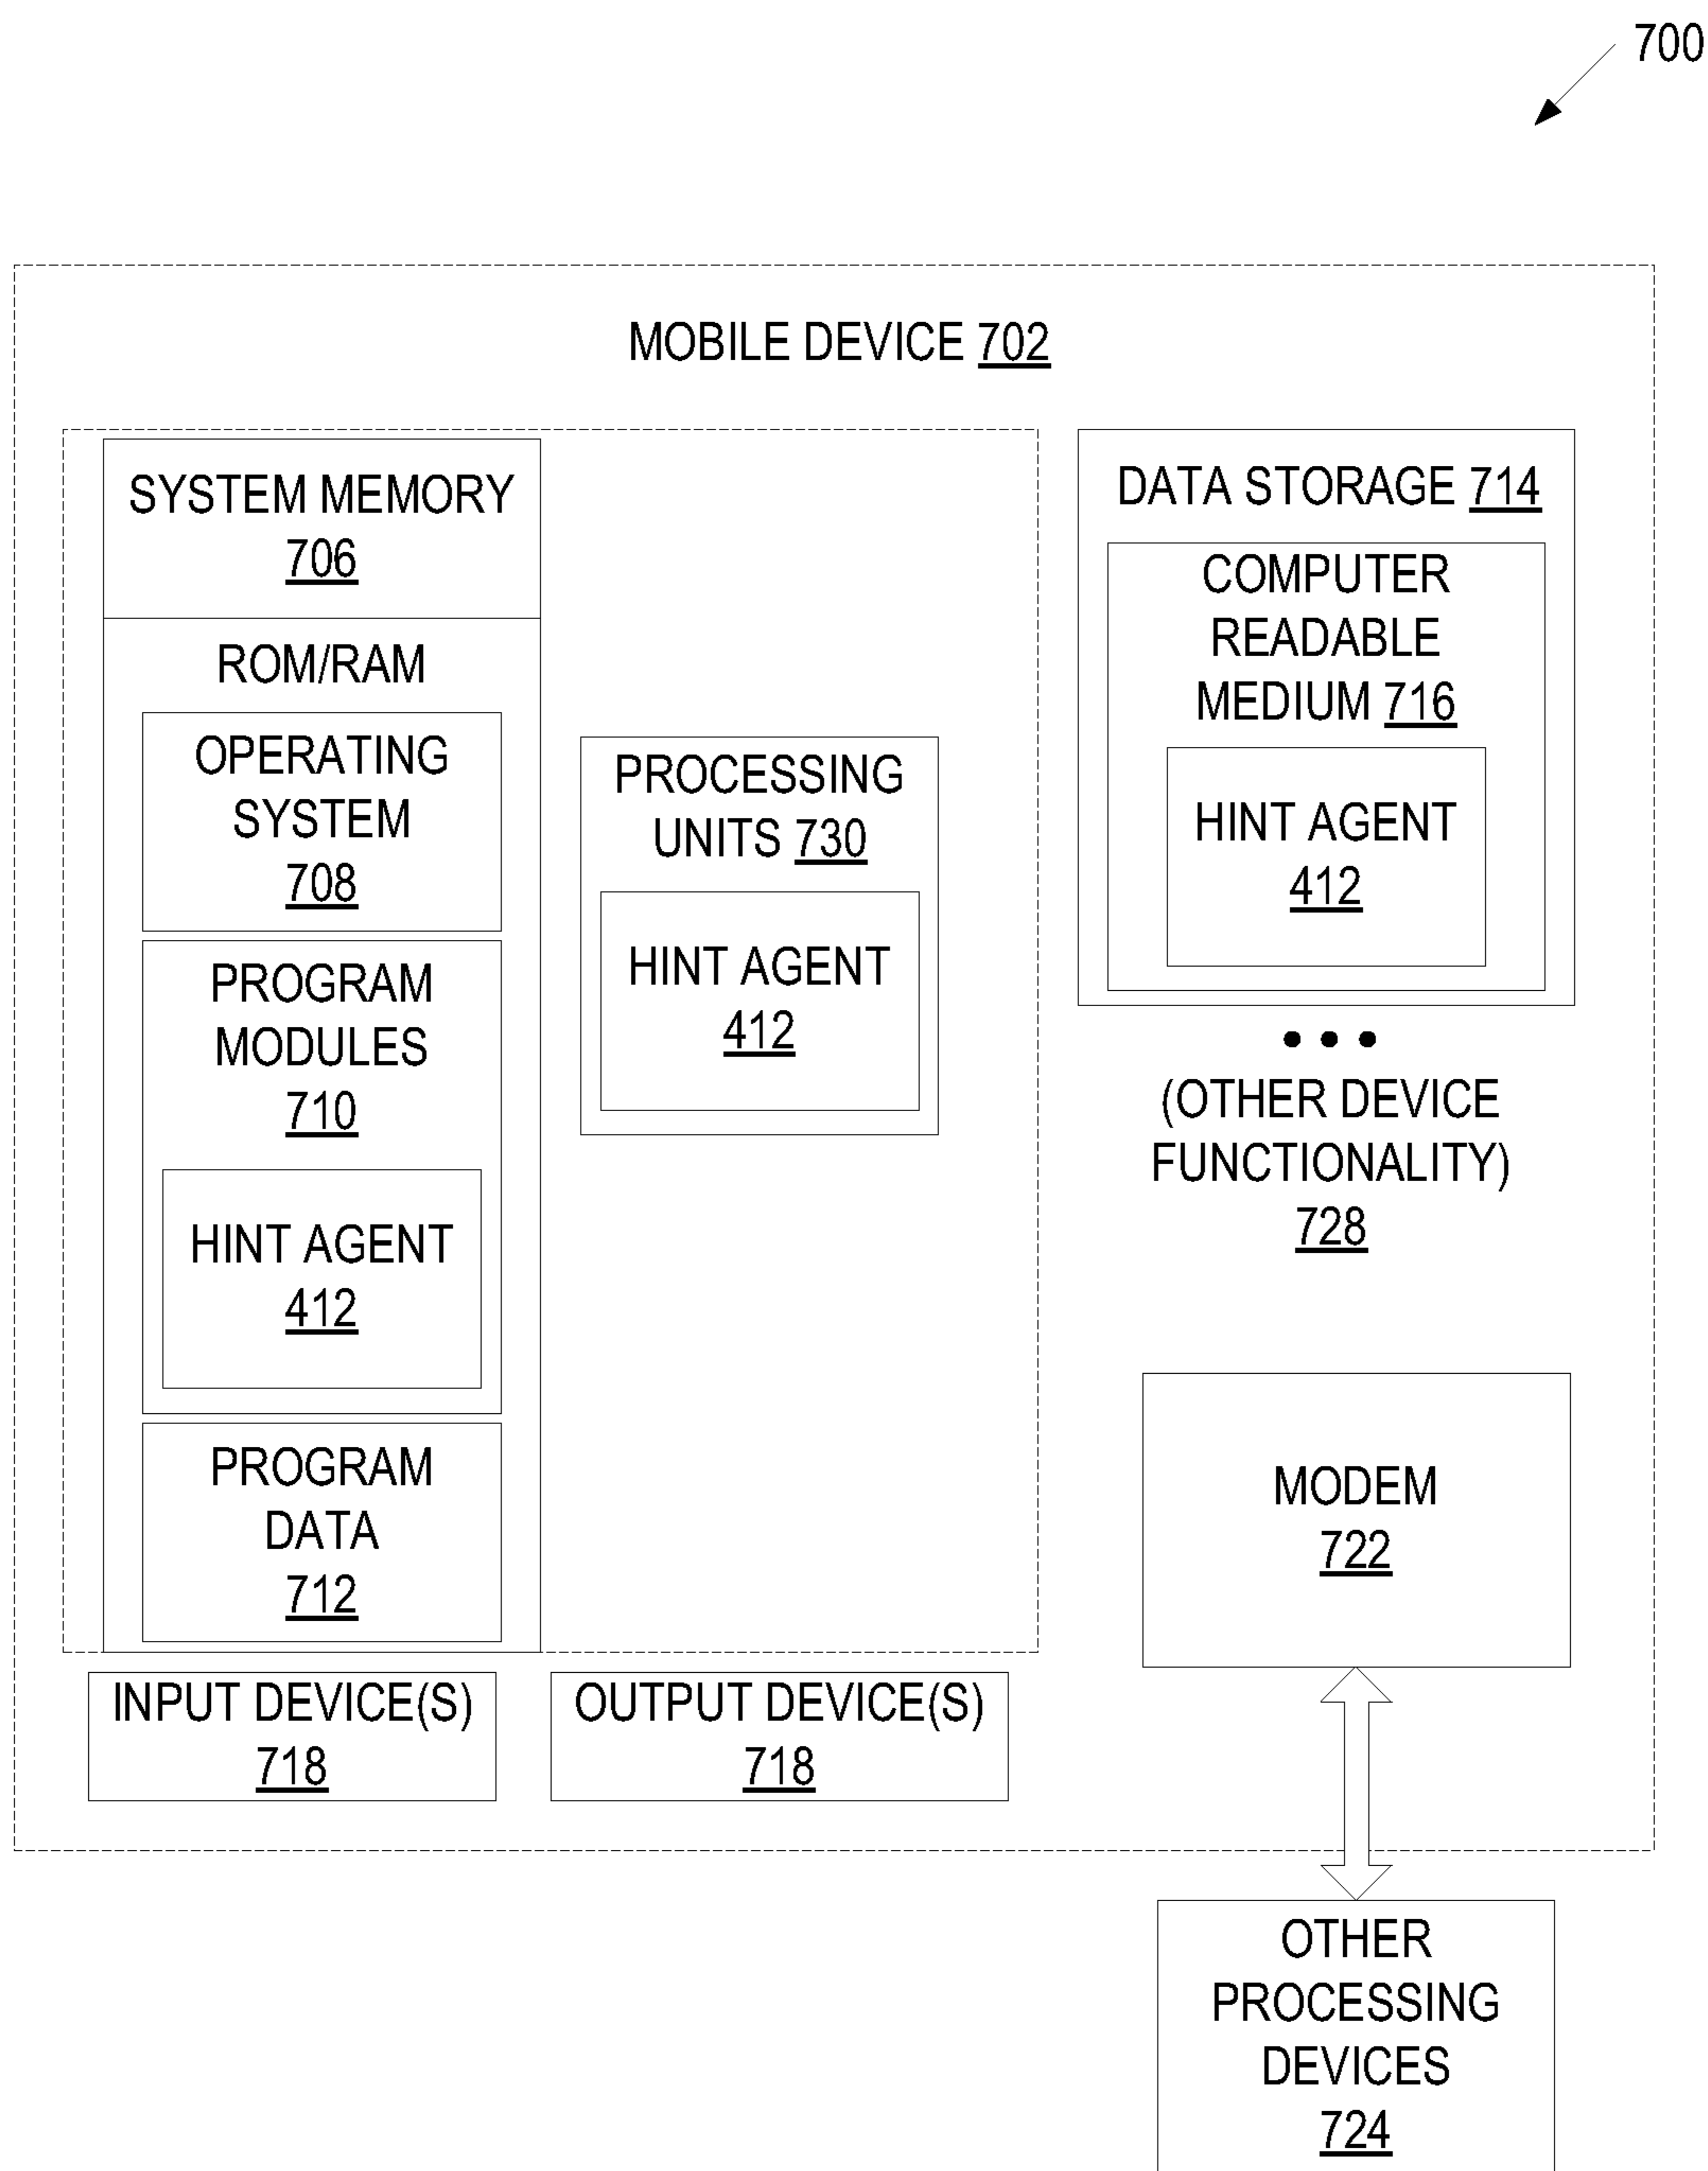 700
MOBILE DEVICE 702
SYSTEM MEMORY
706
ROM/RAM
OPERATING
SYSTEM
708
PROGRAM
MODULES
710
HINT AGENT
412
PROGRAM
DATA
712
PROCESSING
UNITS 730
HINT AGENT
412
DATA STORAGE 714
COMPUTER
READABLE
MEDIUM 716
HINT AGENT
412
(OTHER DEVICE
FUNCTIONALITY)
728
MODEM
722
INPUT DEVICE(S)
718
OUTPUT DEVICE(S)
718
OTHER
PROCESSING
DEVICES
724